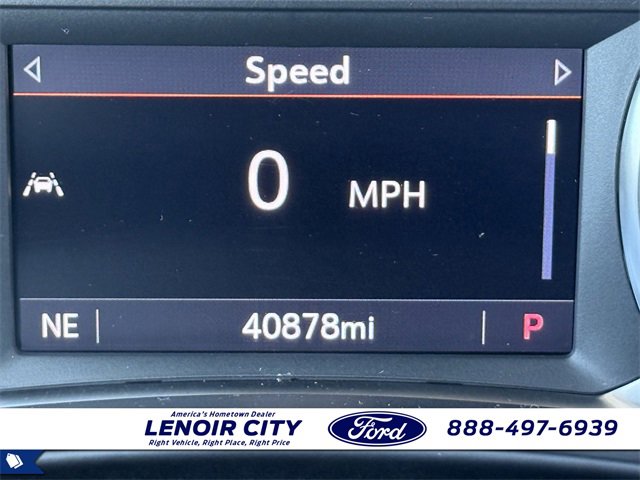 Speed
0 MPH
NE 40878mi P
America's Hometown Dealer
LENOIR CITY
Right Vehicle, Right Place, Right Price
Ford
888-497-6939